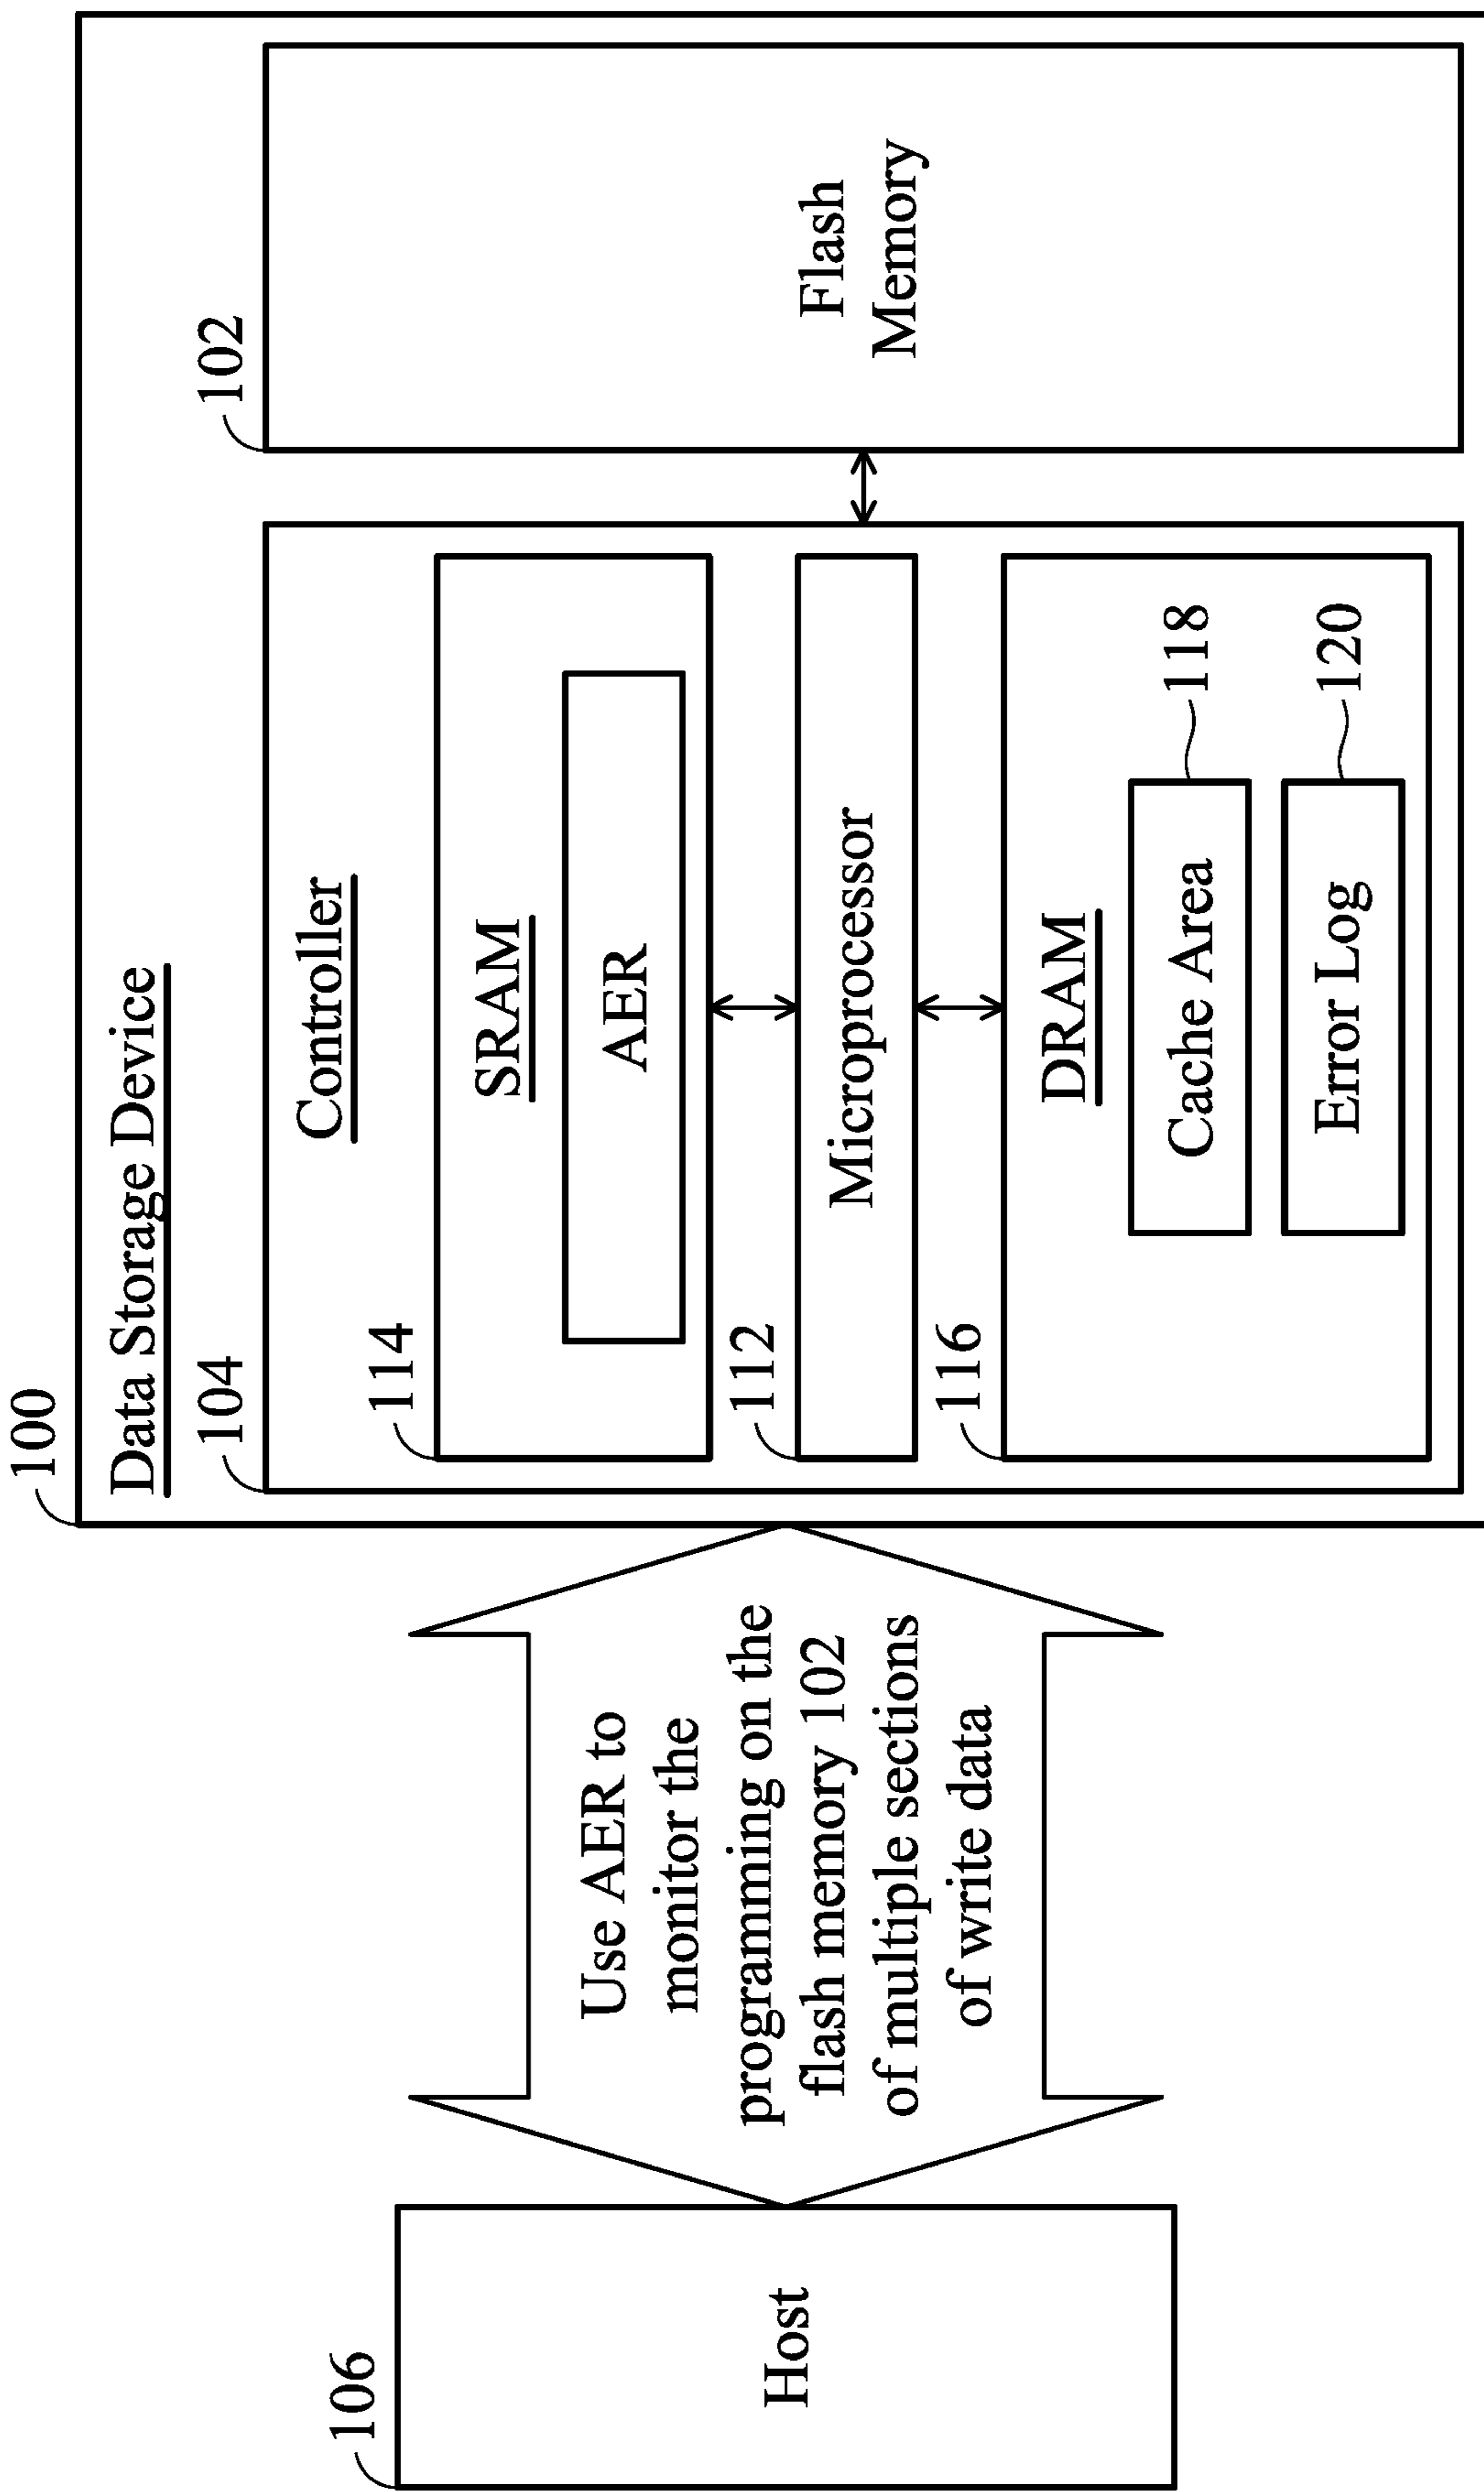 100
Data Storage Device
104
Controller
102
114
SRAM
AER
112
Microprocessor
116
DRAM
Cache Area
118
Error Log
120
Flash
Memory
106
Host
Use AER to
monitor the
programming on the
flash memory 102
of multiple sections
of write data